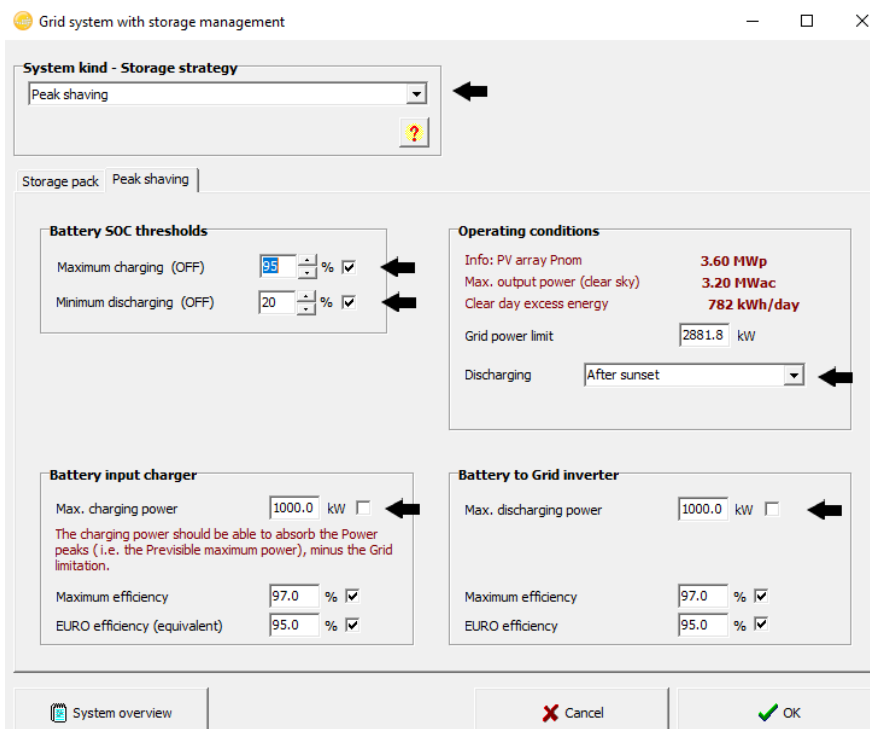 Grid system with storage management
System kind - Storage strategy
Peak shaving
?
Storage pack Peak shaving
Battery SOC thresholds
Maximum charging (OFF) 95 %
Minimum discharging (OFF) 20 %
Operating conditions
Info: PV array Pnom 3.60 MWp
Max. output power (clear sky) 3.20 MWac
Clear day excess energy 782 kWh/day
Grid power limit 2881.8 kW
Discharging After sunset
Battery input charger
Max. charging power 1000.0 kW
The charging power should be able to absorb the Power
peaks ( i.e. the Previsible maximum power), minus the Grid
limitation.
Maximum efficiency 97.0 %
EURO efficiency (equivalent) 95.0 %
Battery to Grid inverter
Max. discharging power 1000.0 kW
Maximum efficiency 97.0 %
EURO efficiency 95.0 %
System overview Cancel OK